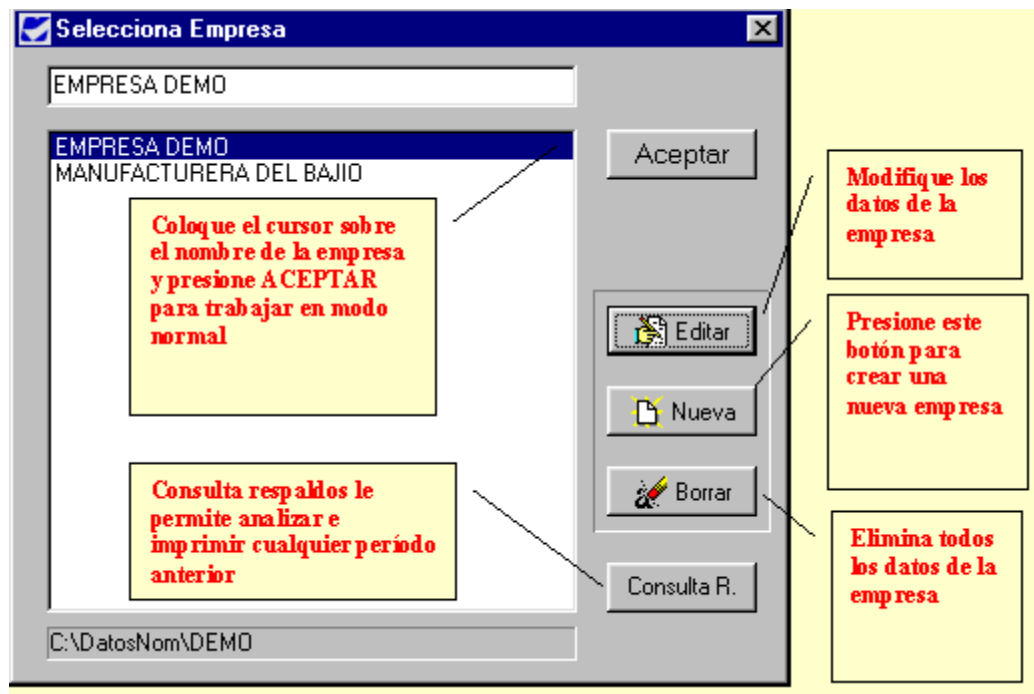 Selecciona Empresa
EMPRESA DEMO
EMPRESA DEMO
MANUFACTURERA DEL BAJIO
Coloque el cursor sobre
el nombre de la empresa
y presione ACEPTAR
para trabajar en modo
normal
Consulta respaldos le
permite analizar e
imprimir cualquier período
anterior
C:\DatosNom\DEMO
Aceptar
Editar
Nueva
Borrar
Consulta R.
Modifique los
datos de la
empresa
Presione este
botón para
crear una
nueva empresa
Elimina todos
los datos de la
empresa